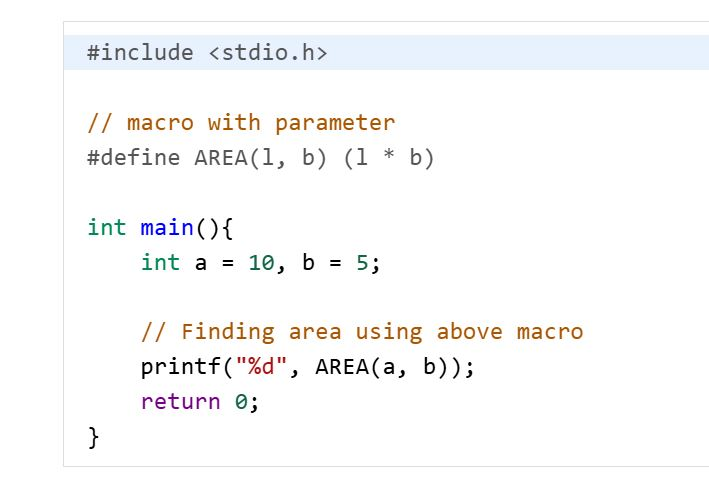 #include <stdio.h>
// macro with parameter
#define AREA(l, b) (l * b)
int main(){
int a = 10, b = 5;
// Finding area using above macro
printf("%d", AREA(a, b));
return 0;
}